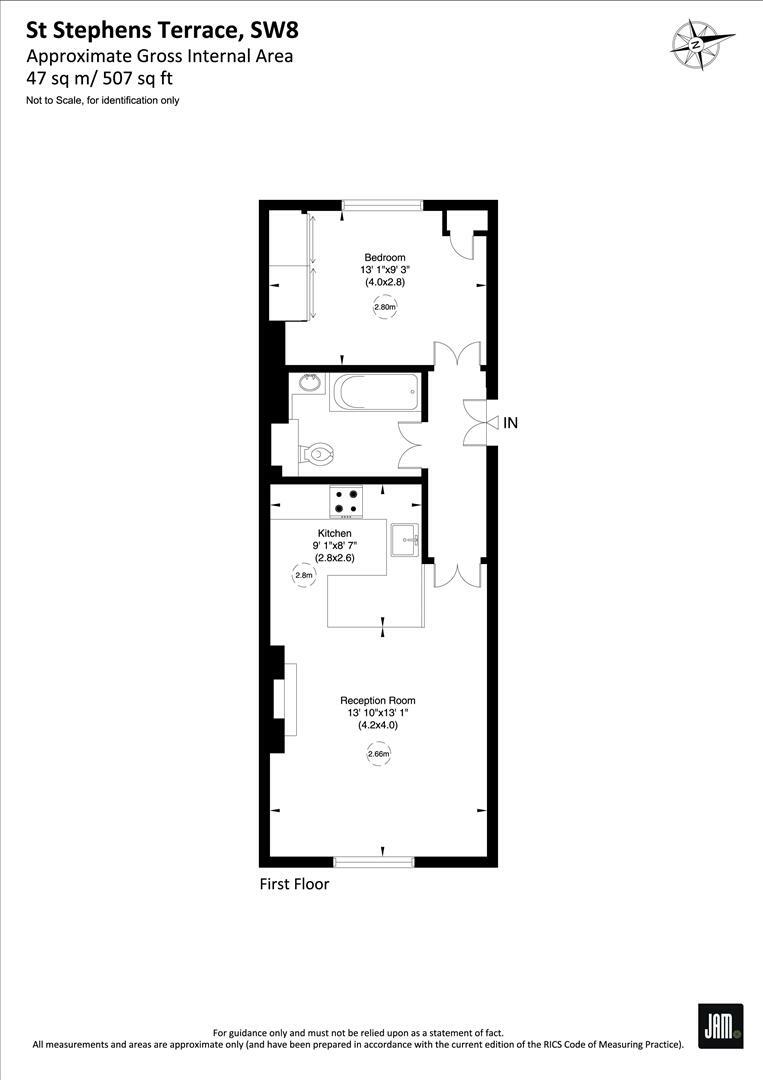 St Stephens Terrace, SW8
Approximate Gross Internal Area
47 sq m/ 507 sq ft
Not to Scale, for identification only
N
Bedroom
13' 1"x9' 3"
(4.0x2.8)
2.80m
IN
Kitchen
9' 1"x8' 7"
(2.8x2.6)
2.8m
Reception Room
13' 10"x13' 1"
(4.2x4.0)
2.66m
First Floor
JAM
For guidance only and must not be relied upon as a statement of fact.
All measurements and areas are approximate only (and have been prepared in accordance with the current edition of the RICS Code of Measuring Practice).